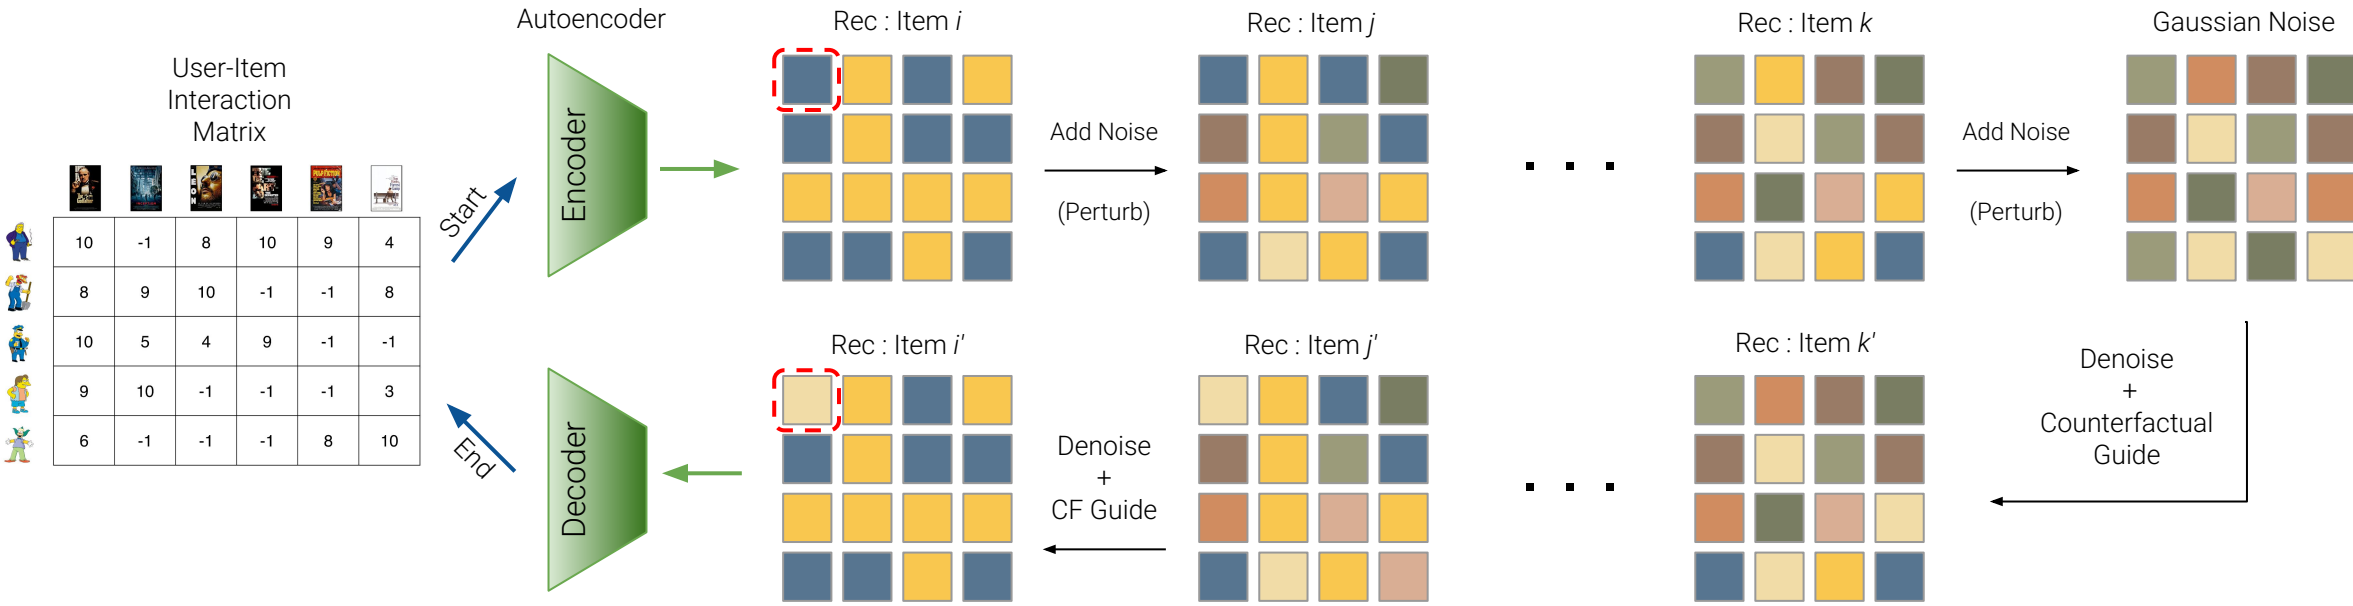 User-Item
Interaction
Matrix
10 -1 8 10 9 4
8 9 10 -1 -1 8
10 5 4 9 -1 -1
9 10 -1 -1 -1 3
6 -1 -1 -1 8 10
Start
End
Autoencoder
Encoder
Decoder
Rec : Item i
Add Noise
(Perturb)
Rec : Item j
. . .
Rec : Item k
Add Noise
(Perturb)
Gaussian Noise
Denoise
+
Counterfactual
Guide
Rec : Item k'
. . .
Rec : Item j'
Denoise
+
CF Guide
Rec : Item i'
LEON
PULP FICTION